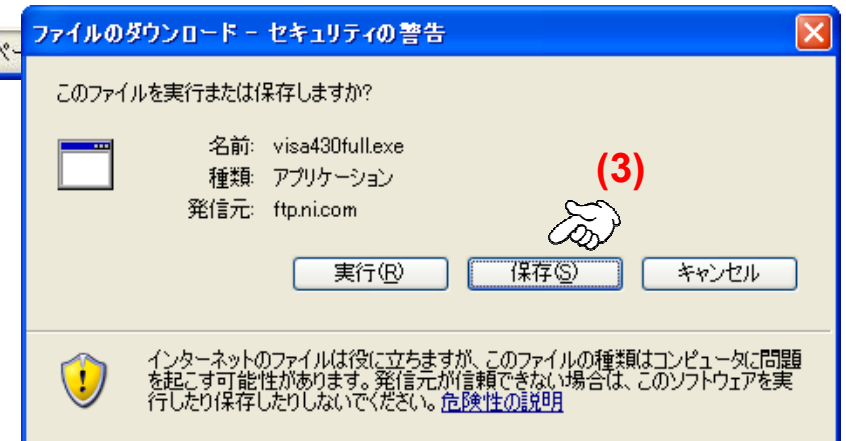 ファイルのダウンロード - セキュリティの警告
ペー
このファイルを実行または保存しますか?
名前: visa430full.exe
種類: アプリケーション
発信元: ftp.ni.com
(3)
実行(R) 保存(S) キャンセル
インターネットのファイルは役に立ちますが、このファイルの種類はコンピュータに問題
を起こす可能性があります。発信元が信頼できない場合は、このソフトウェアを実
行したり保存したりしないでください。危険性の説明